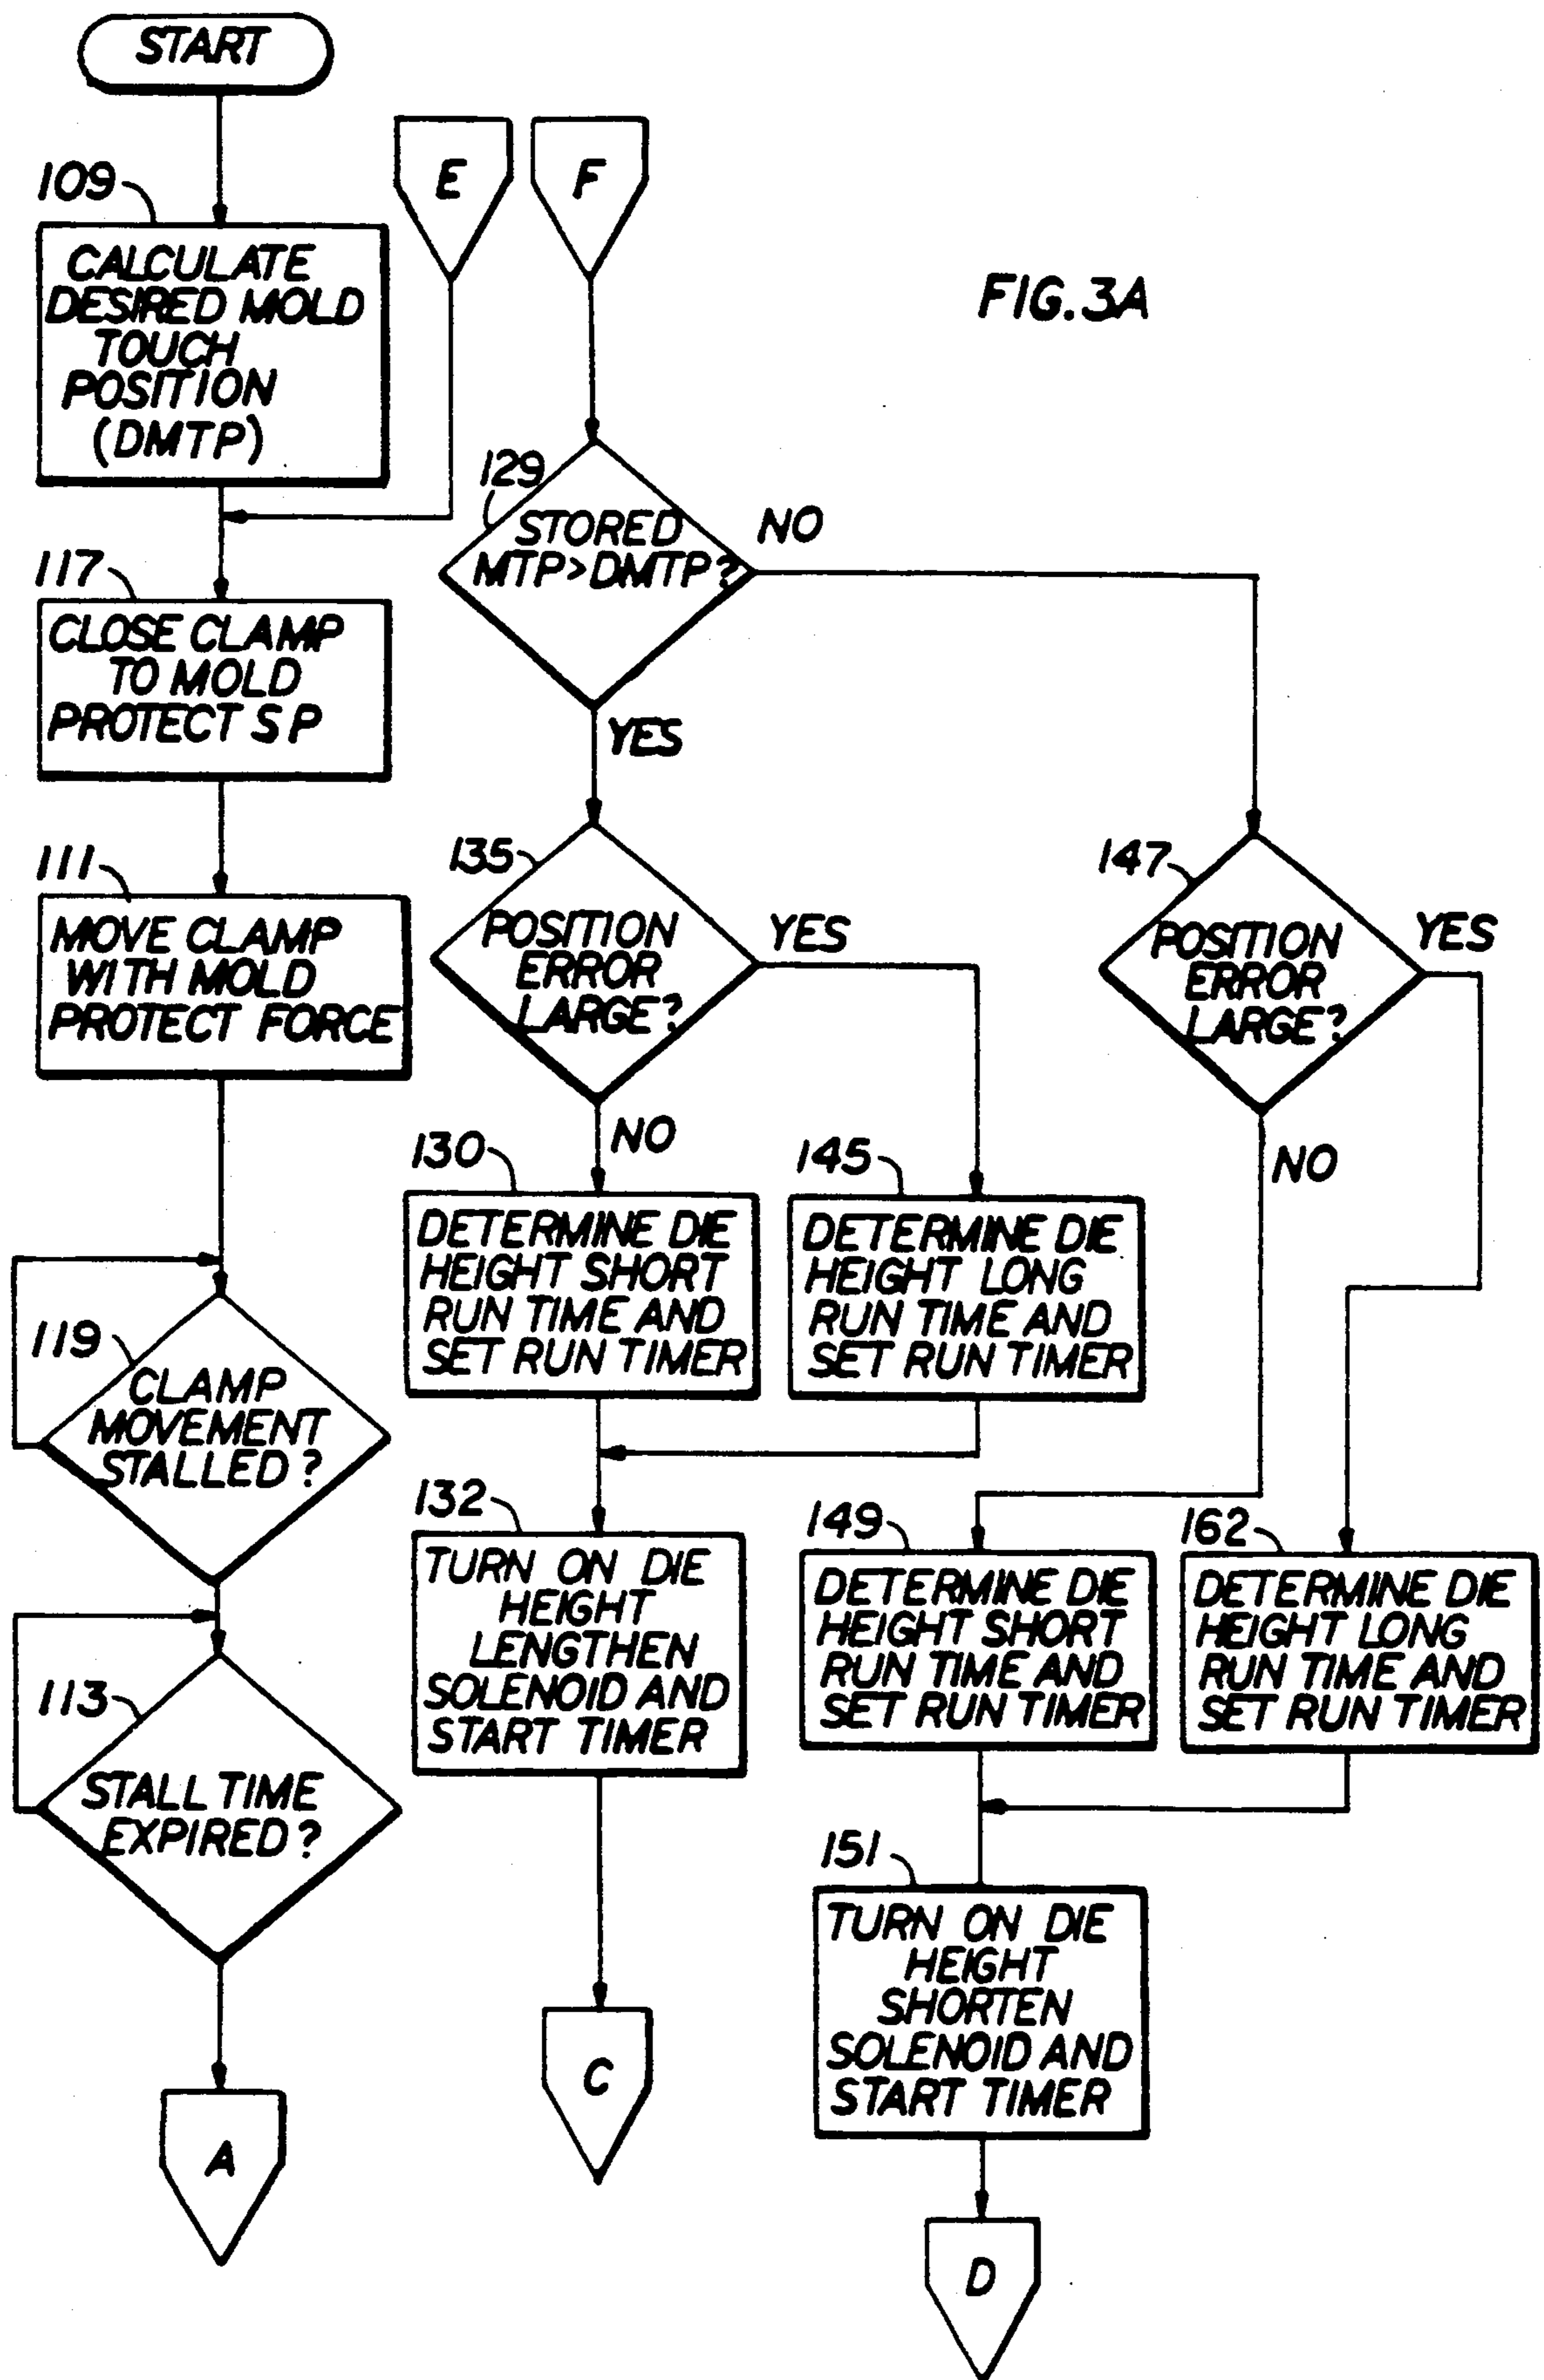 START
109
CALCULATE
DESIRED MOLD
TOUCH
POSITION
(DMTP)
117
CLOSE CLAMP
TO MOLD
PROTECT SP
111
MOVE CLAMP
WITH MOLD
PROTECT FORCE
119
CLAMP
MOVEMENT
STALLED?
113
STALL TIME
EXPIRED?
A
E
F
FIG.3A
129
STORED
MTP>DMTP?
NO
YES
135
POSITION
ERROR
LARGE?
YES
NO
130
DETERMINE DIE
HEIGHT SHORT
RUN TIME AND
SET RUN TIMER
145
DETERMINE DIE
HEIGHT LONG
RUN TIME AND
SET RUN TIMER
132
TURN ON DIE
HEIGHT
LENGTHEN
SOLENOID AND
START TIMER
C
147
POSITION
ERROR
LARGE?
YES
NO
149
DETERMINE DIE
HEIGHT SHORT
RUN TIME AND
SET RUN TIMER
162
DETERMINE DIE
HEIGHT LONG
RUN TIME AND
SET RUN TIMER
151
TURN ON DIE
HEIGHT
SHORTEN
SOLENOID AND
START TIMER
D